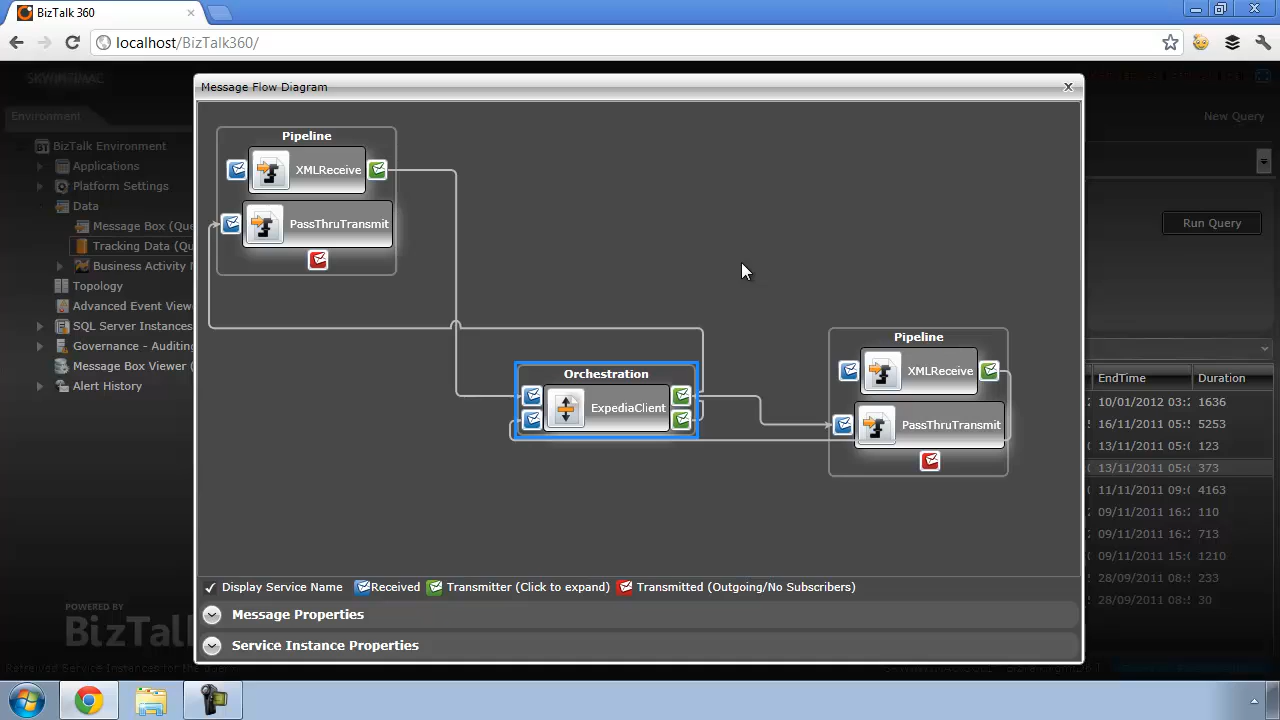 BizTalk 360
localhost/BizTalk360/
Message Flow Diagram
Environment
New Query
Pipeline
XMLReceive
PassThruTransmit
BizTalk Environment
Applications
Platform Settings
Data
Message Box (Que
Tracking Data (Qu
Business Activity M
Topology
Advanced Event View
SQL Server Instances
Governance - Auditing
Message Box Viewer (
Alert History
Run Query
Orchestration
ExpediaClient
Pipeline
XMLReceive
PassThruTransmit
EndTime Duration
10/01/2012 03:2 1636
16/11/2011 05:0 5253
13/11/2011 05:0 123
13/11/2011 05:0 373
11/11/2011 09:0 4163
09/11/2011 16:2 110
09/11/2011 16:2 713
09/11/2011 15:0 1210
28/09/2011 08:5 233
28/09/2011 08:5 30
Display Service Name Received Transmitter (Click to expand) Transmitted (Outgoing/No Subscribers)
Message Properties
Service Instance Properties
POWERED BY
BizTalk